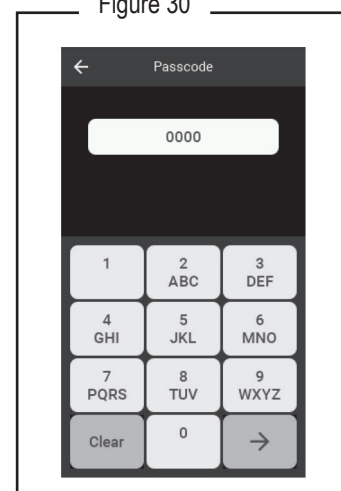 Figure 30
← Passcode
0000
1 2 3
ABC DEF
4 5 6
GHI JKL MNO
7 8 9
PQRS TUV WXYZ
Clear 0 →